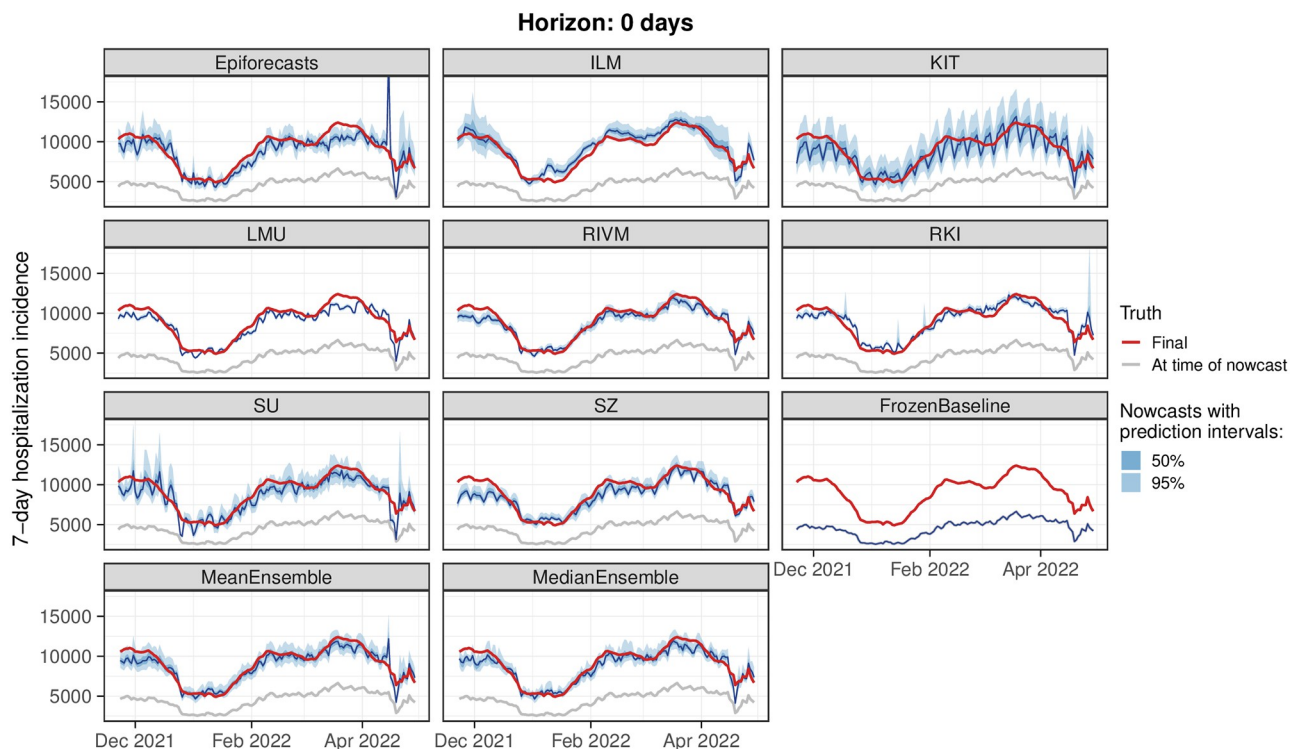 Horizon: 0 days
Epiforecasts
ILM
KIT
15000
10000
5000
LMU
RIVM
RKI
15000
10000
5000
7−day hospitalization incidence
Truth
Final
At time of nowcast
SU
SZ
FrozenBaseline
15000
10000
5000
Nowcasts with
prediction intervals:
50%
95%
Dec 2021 Feb 2022 Apr 2022
MeanEnsemble
MedianEnsemble
15000
10000
5000
Dec 2021 Feb 2022 Apr 2022
Dec 2021 Feb 2022 Apr 2022